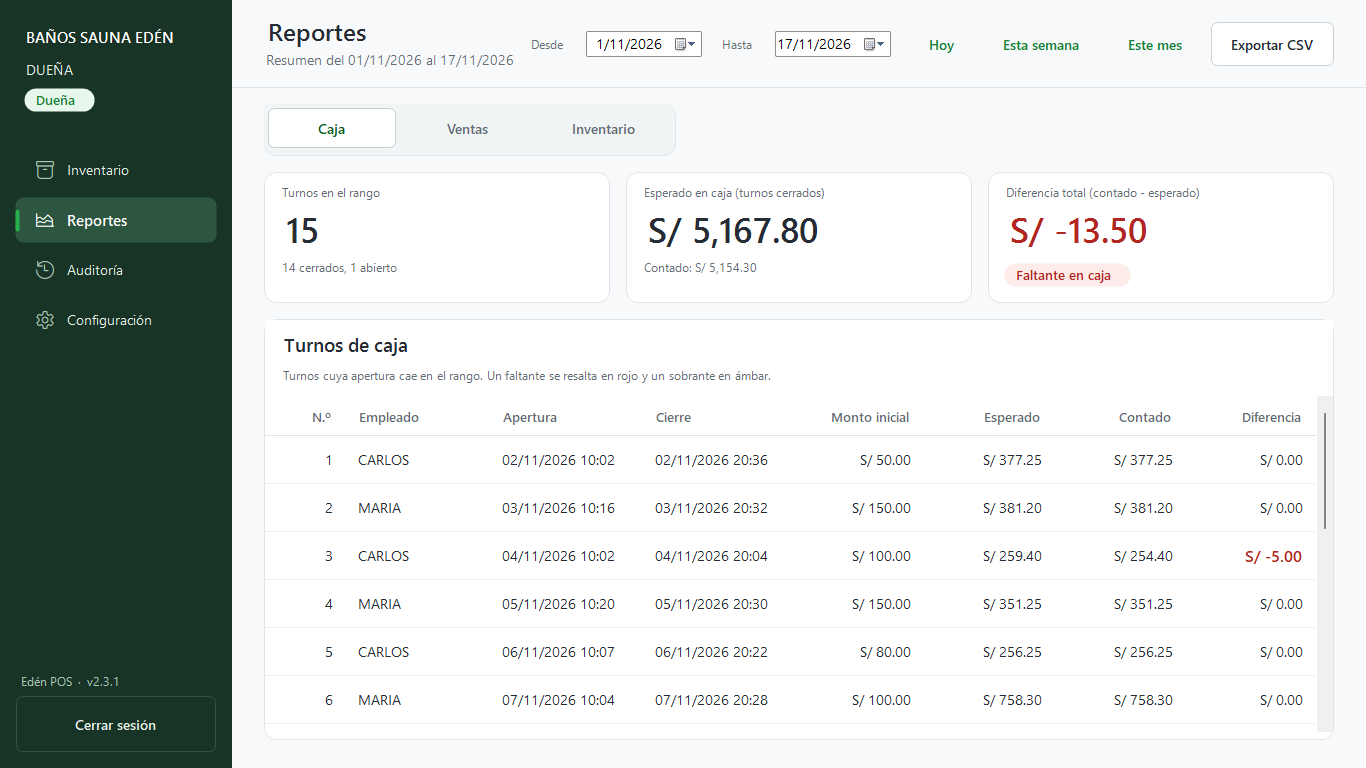 BAÑOS SAUNA EDÉN
DUEÑA
Dueña
Inventario
Reportes
Auditoría
Configuración
Edén POS · v2.3.1
Cerrar sesión
Reportes
Resumen del 01/11/2026 al 17/11/2026
Desde 1/11/2026 Hasta 17/11/2026 Hoy Esta semana Este mes Exportar CSV
Caja Ventas Inventario
Turnos en el rango
15
14 cerrados, 1 abierto
Esperado en caja (turnos cerrados)
S/ 5,167.80
Contado: S/ 5,154.30
Diferencia total (contado - esperado)
S/ -13.50
Faltante en caja
Turnos de caja
Turnos cuya apertura cae en el rango. Un faltante se resalta en rojo y un sobrante en ámbar.
N.º Empleado Apertura Cierre Monto inicial Esperado Contado Diferencia
1 CARLOS 02/11/2026 10:02 02/11/2026 20:36 S/ 50.00 S/ 377.25 S/ 377.25 S/ 0.00
2 MARIA 03/11/2026 10:16 03/11/2026 20:32 S/ 150.00 S/ 381.20 S/ 381.20 S/ 0.00
3 CARLOS 04/11/2026 10:02 04/11/2026 20:04 S/ 100.00 S/ 259.40 S/ 254.40 S/ -5.00
4 MARIA 05/11/2026 10:20 05/11/2026 20:30 S/ 150.00 S/ 351.25 S/ 351.25 S/ 0.00
5 CARLOS 06/11/2026 10:07 06/11/2026 20:22 S/ 80.00 S/ 256.25 S/ 256.25 S/ 0.00
6 MARIA 07/11/2026 10:04 07/11/2026 20:28 S/ 100.00 S/ 758.30 S/ 758.30 S/ 0.00